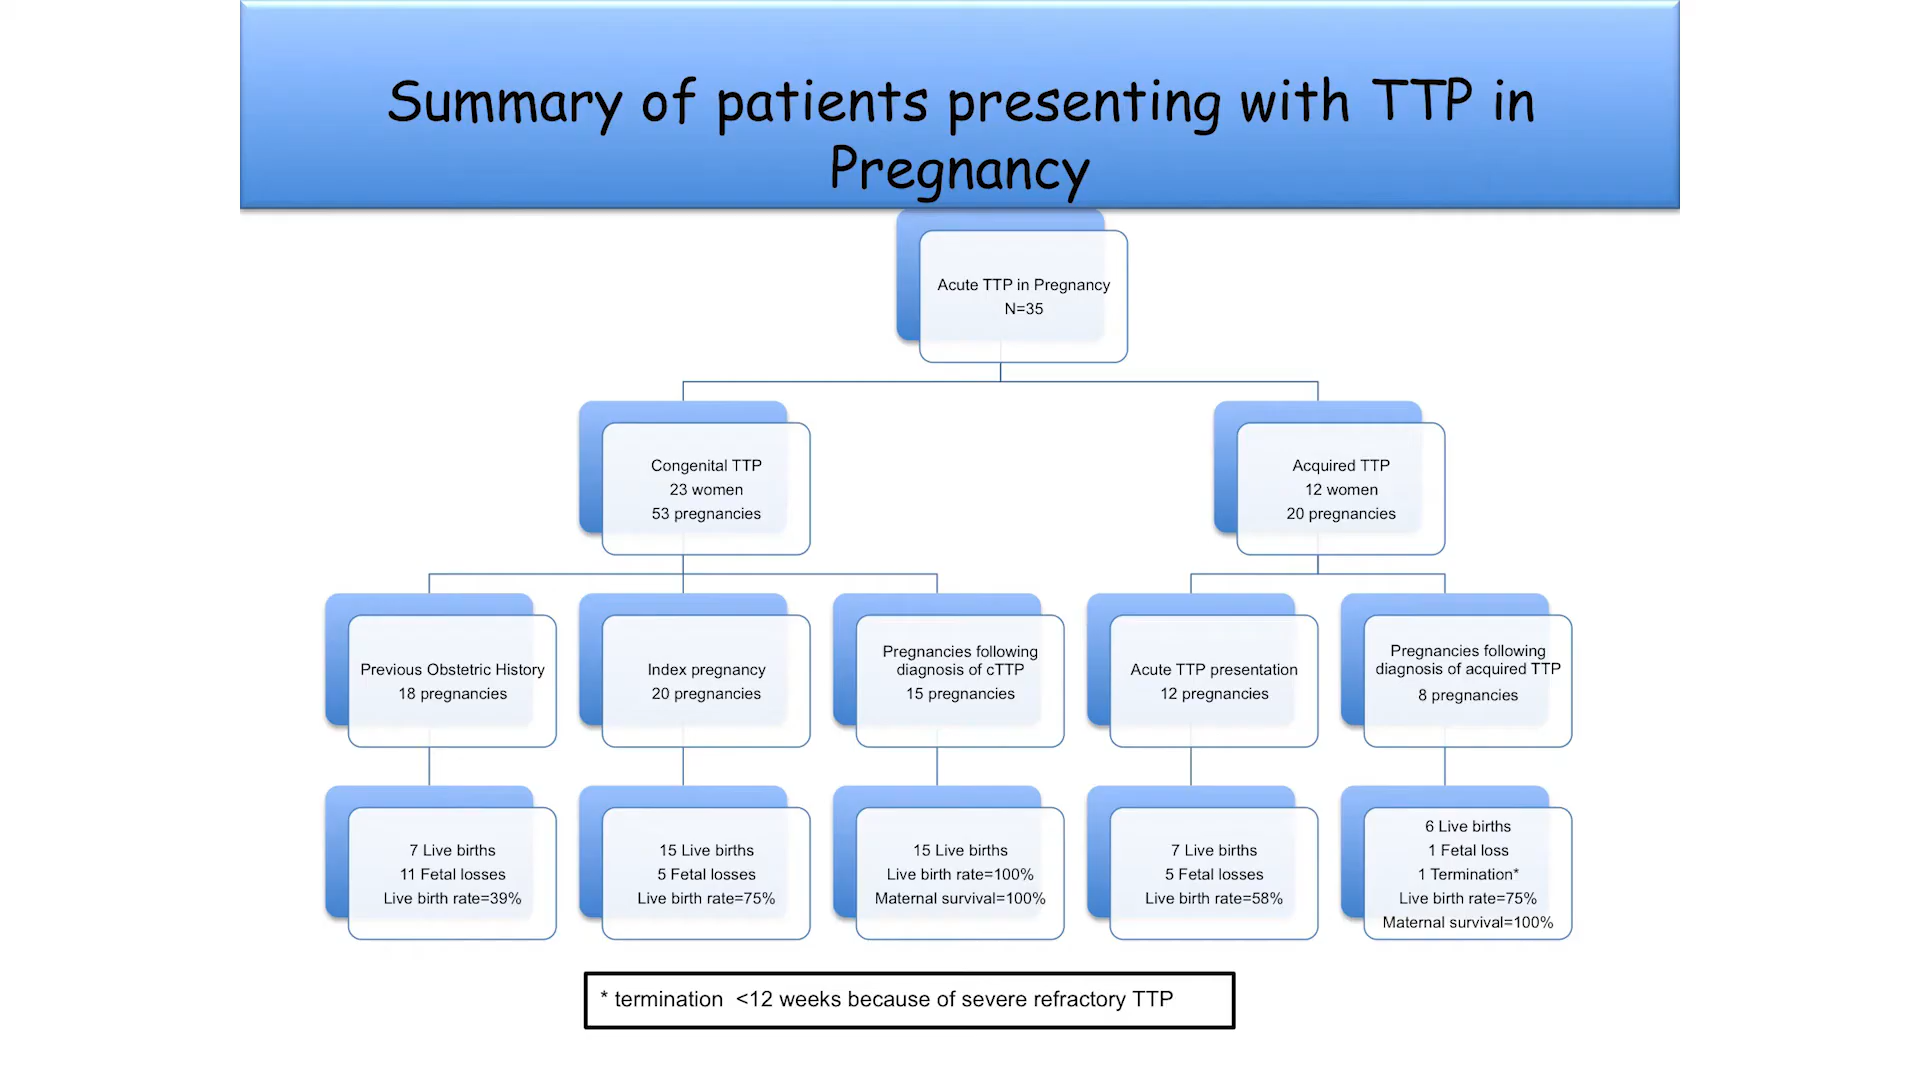 Summary of patients presenting with TTP in
Pregnancy
Acute TTP in Pregnancy
N=35
Congenital TTP
23 women
53 pregnancies
Acquired TTP
12 women
20 pregnancies
Previous Obstetric History
18 pregnancies
Index pregnancy
20 pregnancies
Pregnancies following
diagnosis of cTTP
15 pregnancies
Acute TTP presentation
12 pregnancies
Pregnancies following
diagnosis of acquired TTP
8 pregnancies
7 Live births
11 Fetal losses
Live birth rate=39%
15 Live births
5 Fetal losses
Live birth rate=75%
15 Live births
Live birth rate=100%
Maternal survival=100%
7 Live births
5 Fetal losses
Live birth rate=58%
6 Live births
1 Fetal loss
1 Termination*
Live birth rate=75%
Maternal survival=100%
* termination <12 weeks because of severe refractory TTP